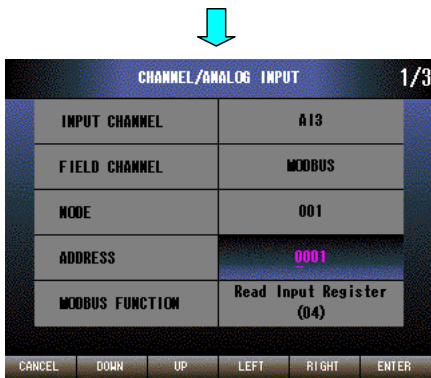 CHANNEL/ANALOG INPUT 1/3
INPUT CHANNEL AI3
FIELD CHANNEL MODBUS
NODE 001
ADDRESS 0001
MODBUS FUNCTION Read Input Register
(04)
CANCEL DOWN UP LEFT RIGHT ENTER